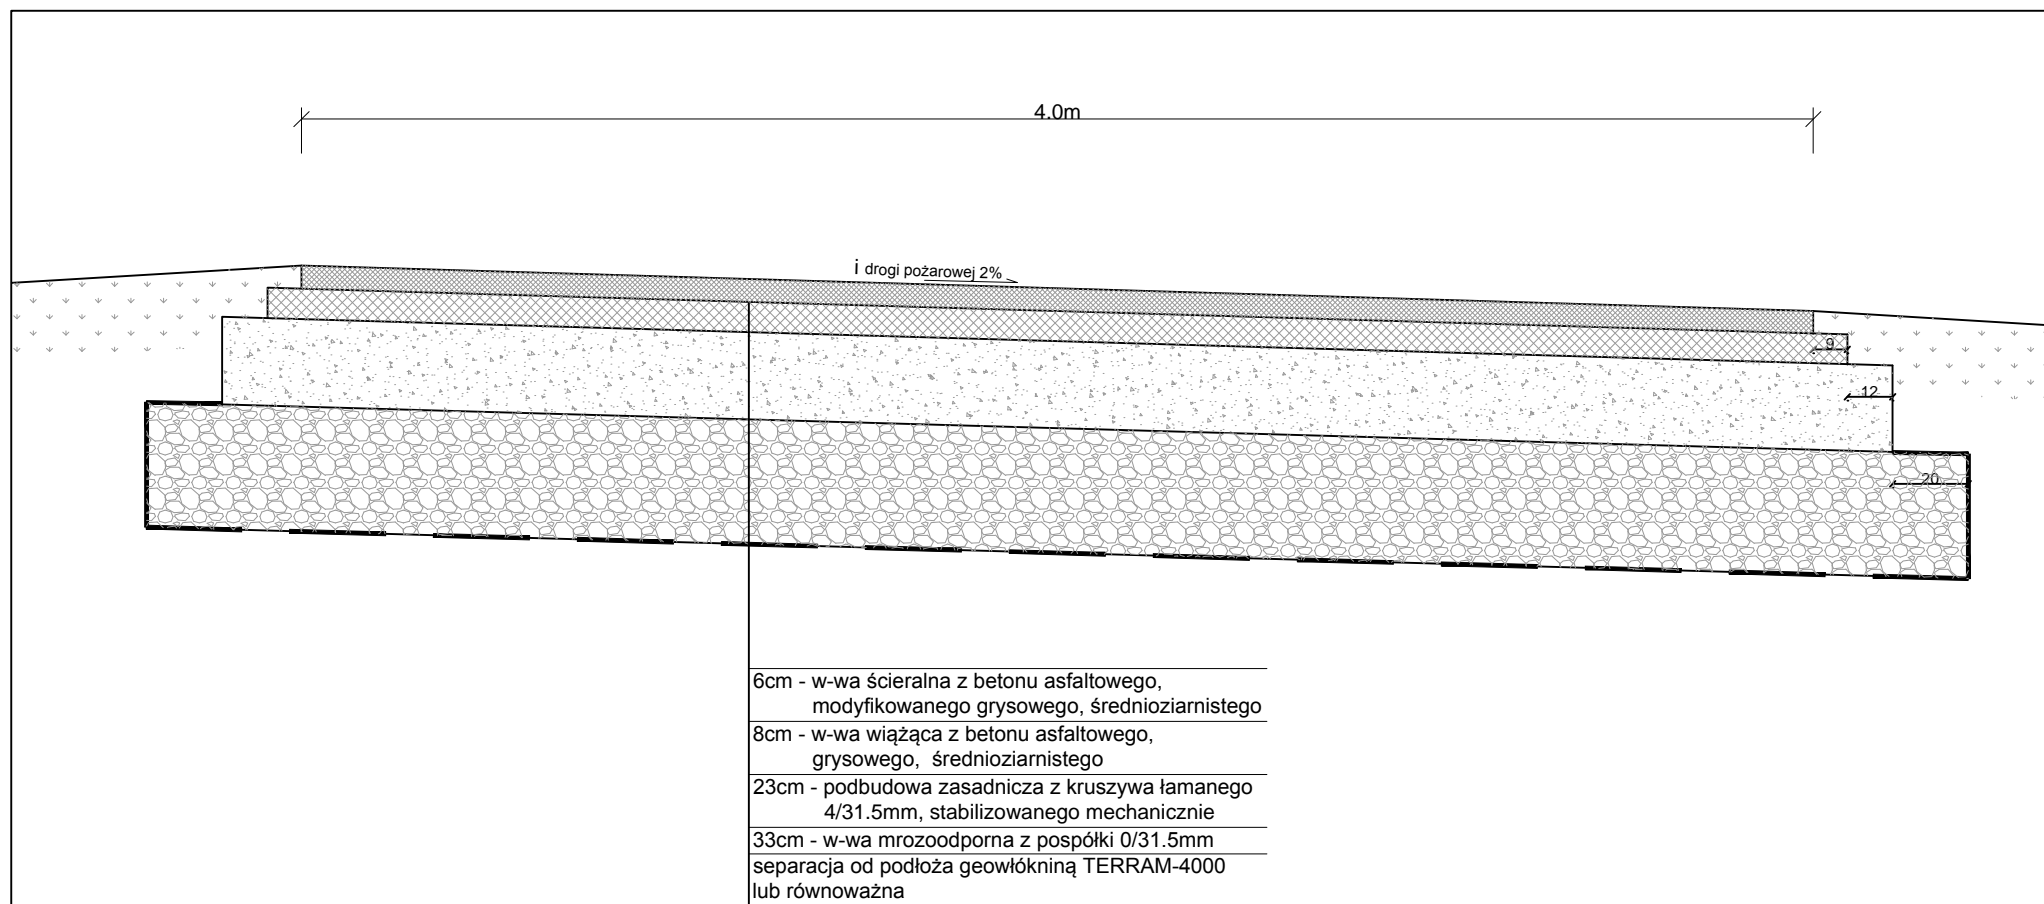 4.0m
i drogi pożarowej 2%
9
12
20
6cm - w-wa ścieralna z betonu asfaltowego,
modyfikowanego grysowego, średnioziarnistego
8cm - w-wa wiążąca z betonu asfaltowego,
grysowego, średnioziarnistego
23cm - podbudowa zasadnicza z kruszywa łamanego
4/31.5mm, stabilizowanego mechanicznie
33cm - w-wa mrozoodporna z pospółki 0/31.5mm
separacja od podłoża geowłókniną TERRAM-4000
lub równoważna